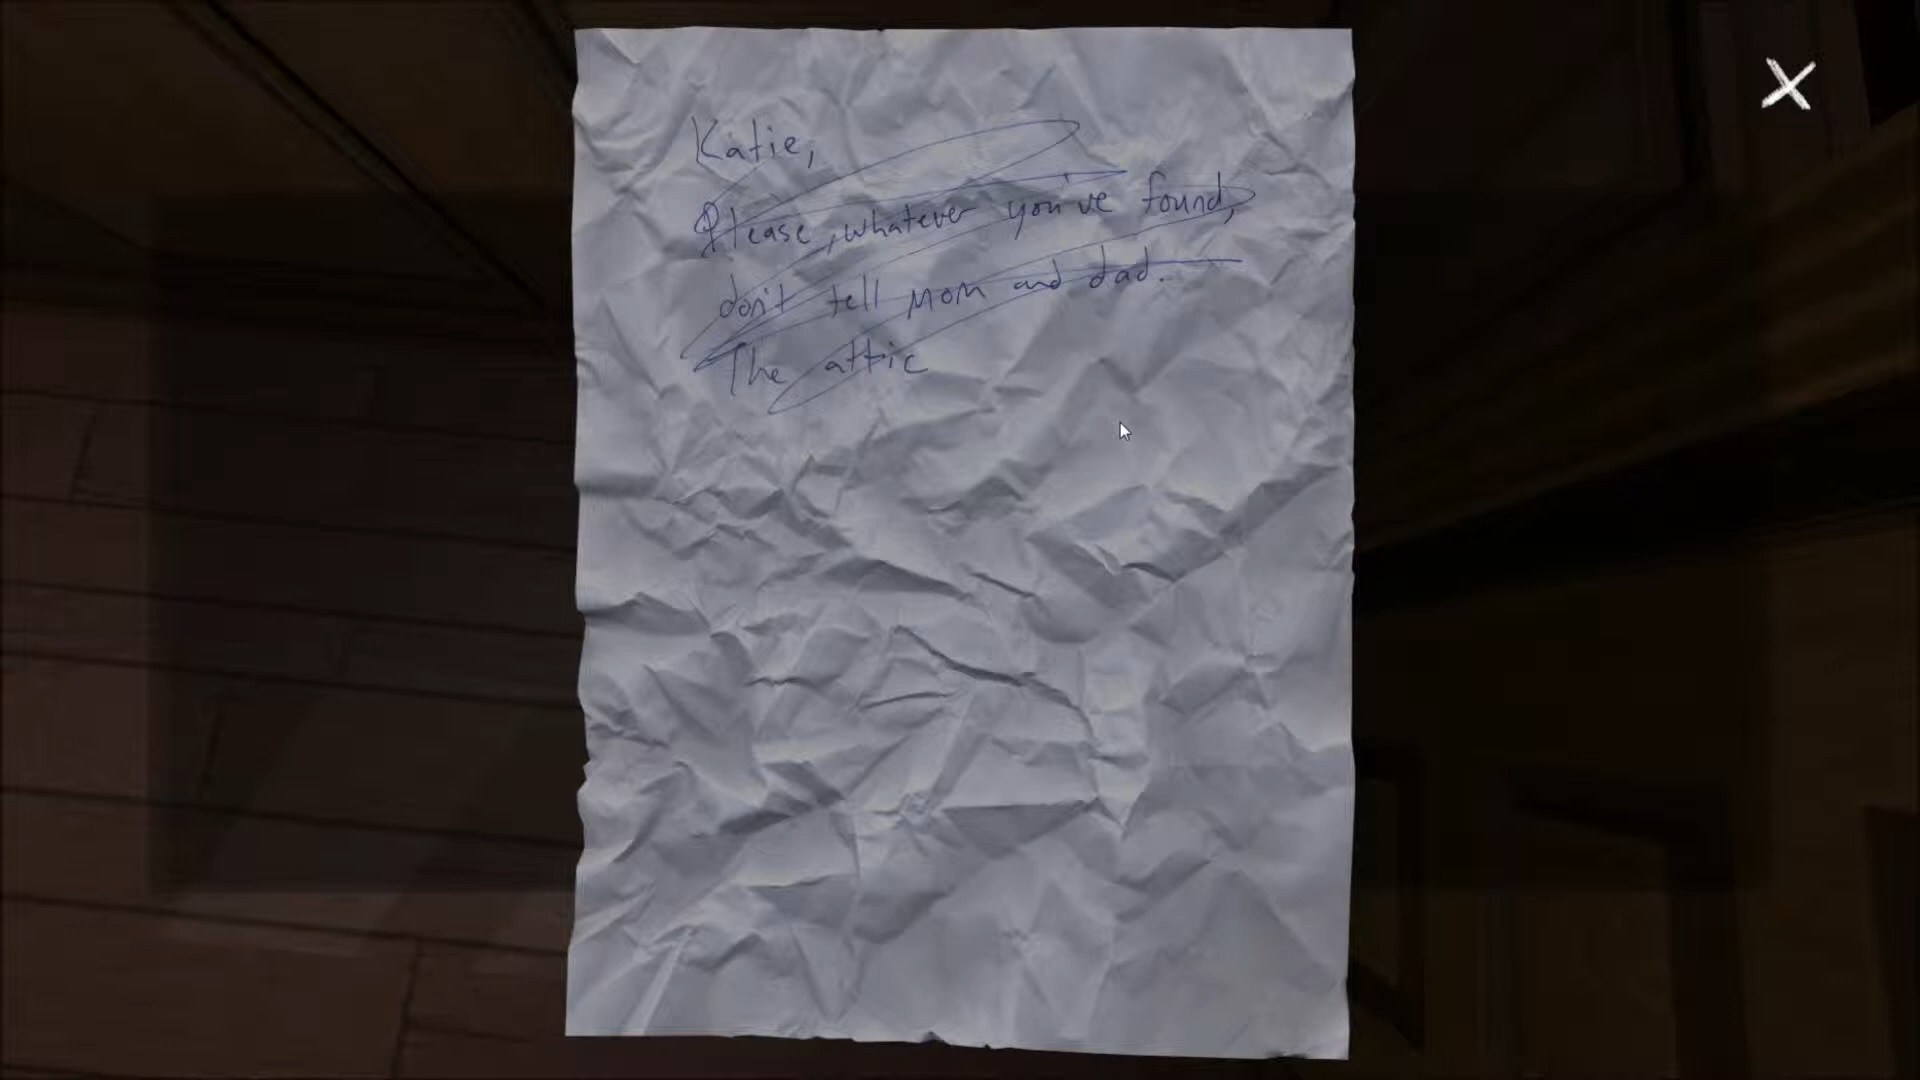 Katie,
Please, whatever you've found,
don't tell Mom and dad.
The attic